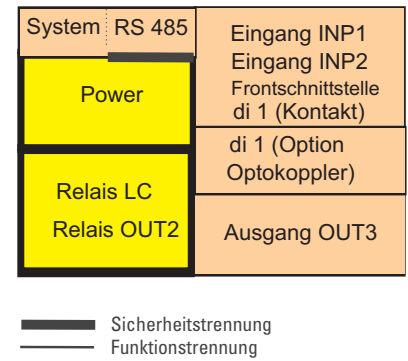 System RS 485
Power
Relais LC
Relais OUT2
Eingang INP1
Eingang INP2
Frontschnittstelle
di 1 (Kontakt)
di 1 (Option
Optokoppler)
Ausgang OUT3
Sicherheitstrennung
Funktionstrennung